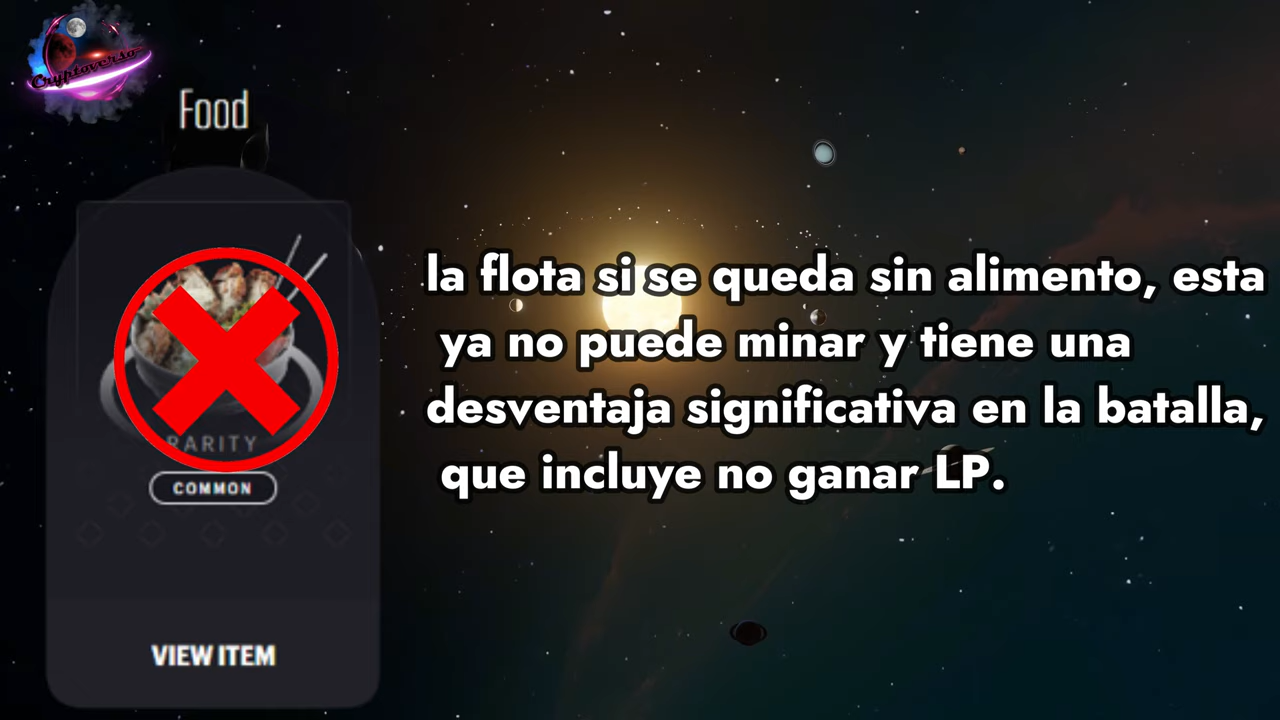 Cryptoverso
Food
RARITY
COMMON
VIEW ITEM
la flota si se queda sin alimento, esta
ya no puede minar y tiene una
desventaja significativa en la batalla,
que incluye no ganar LP.